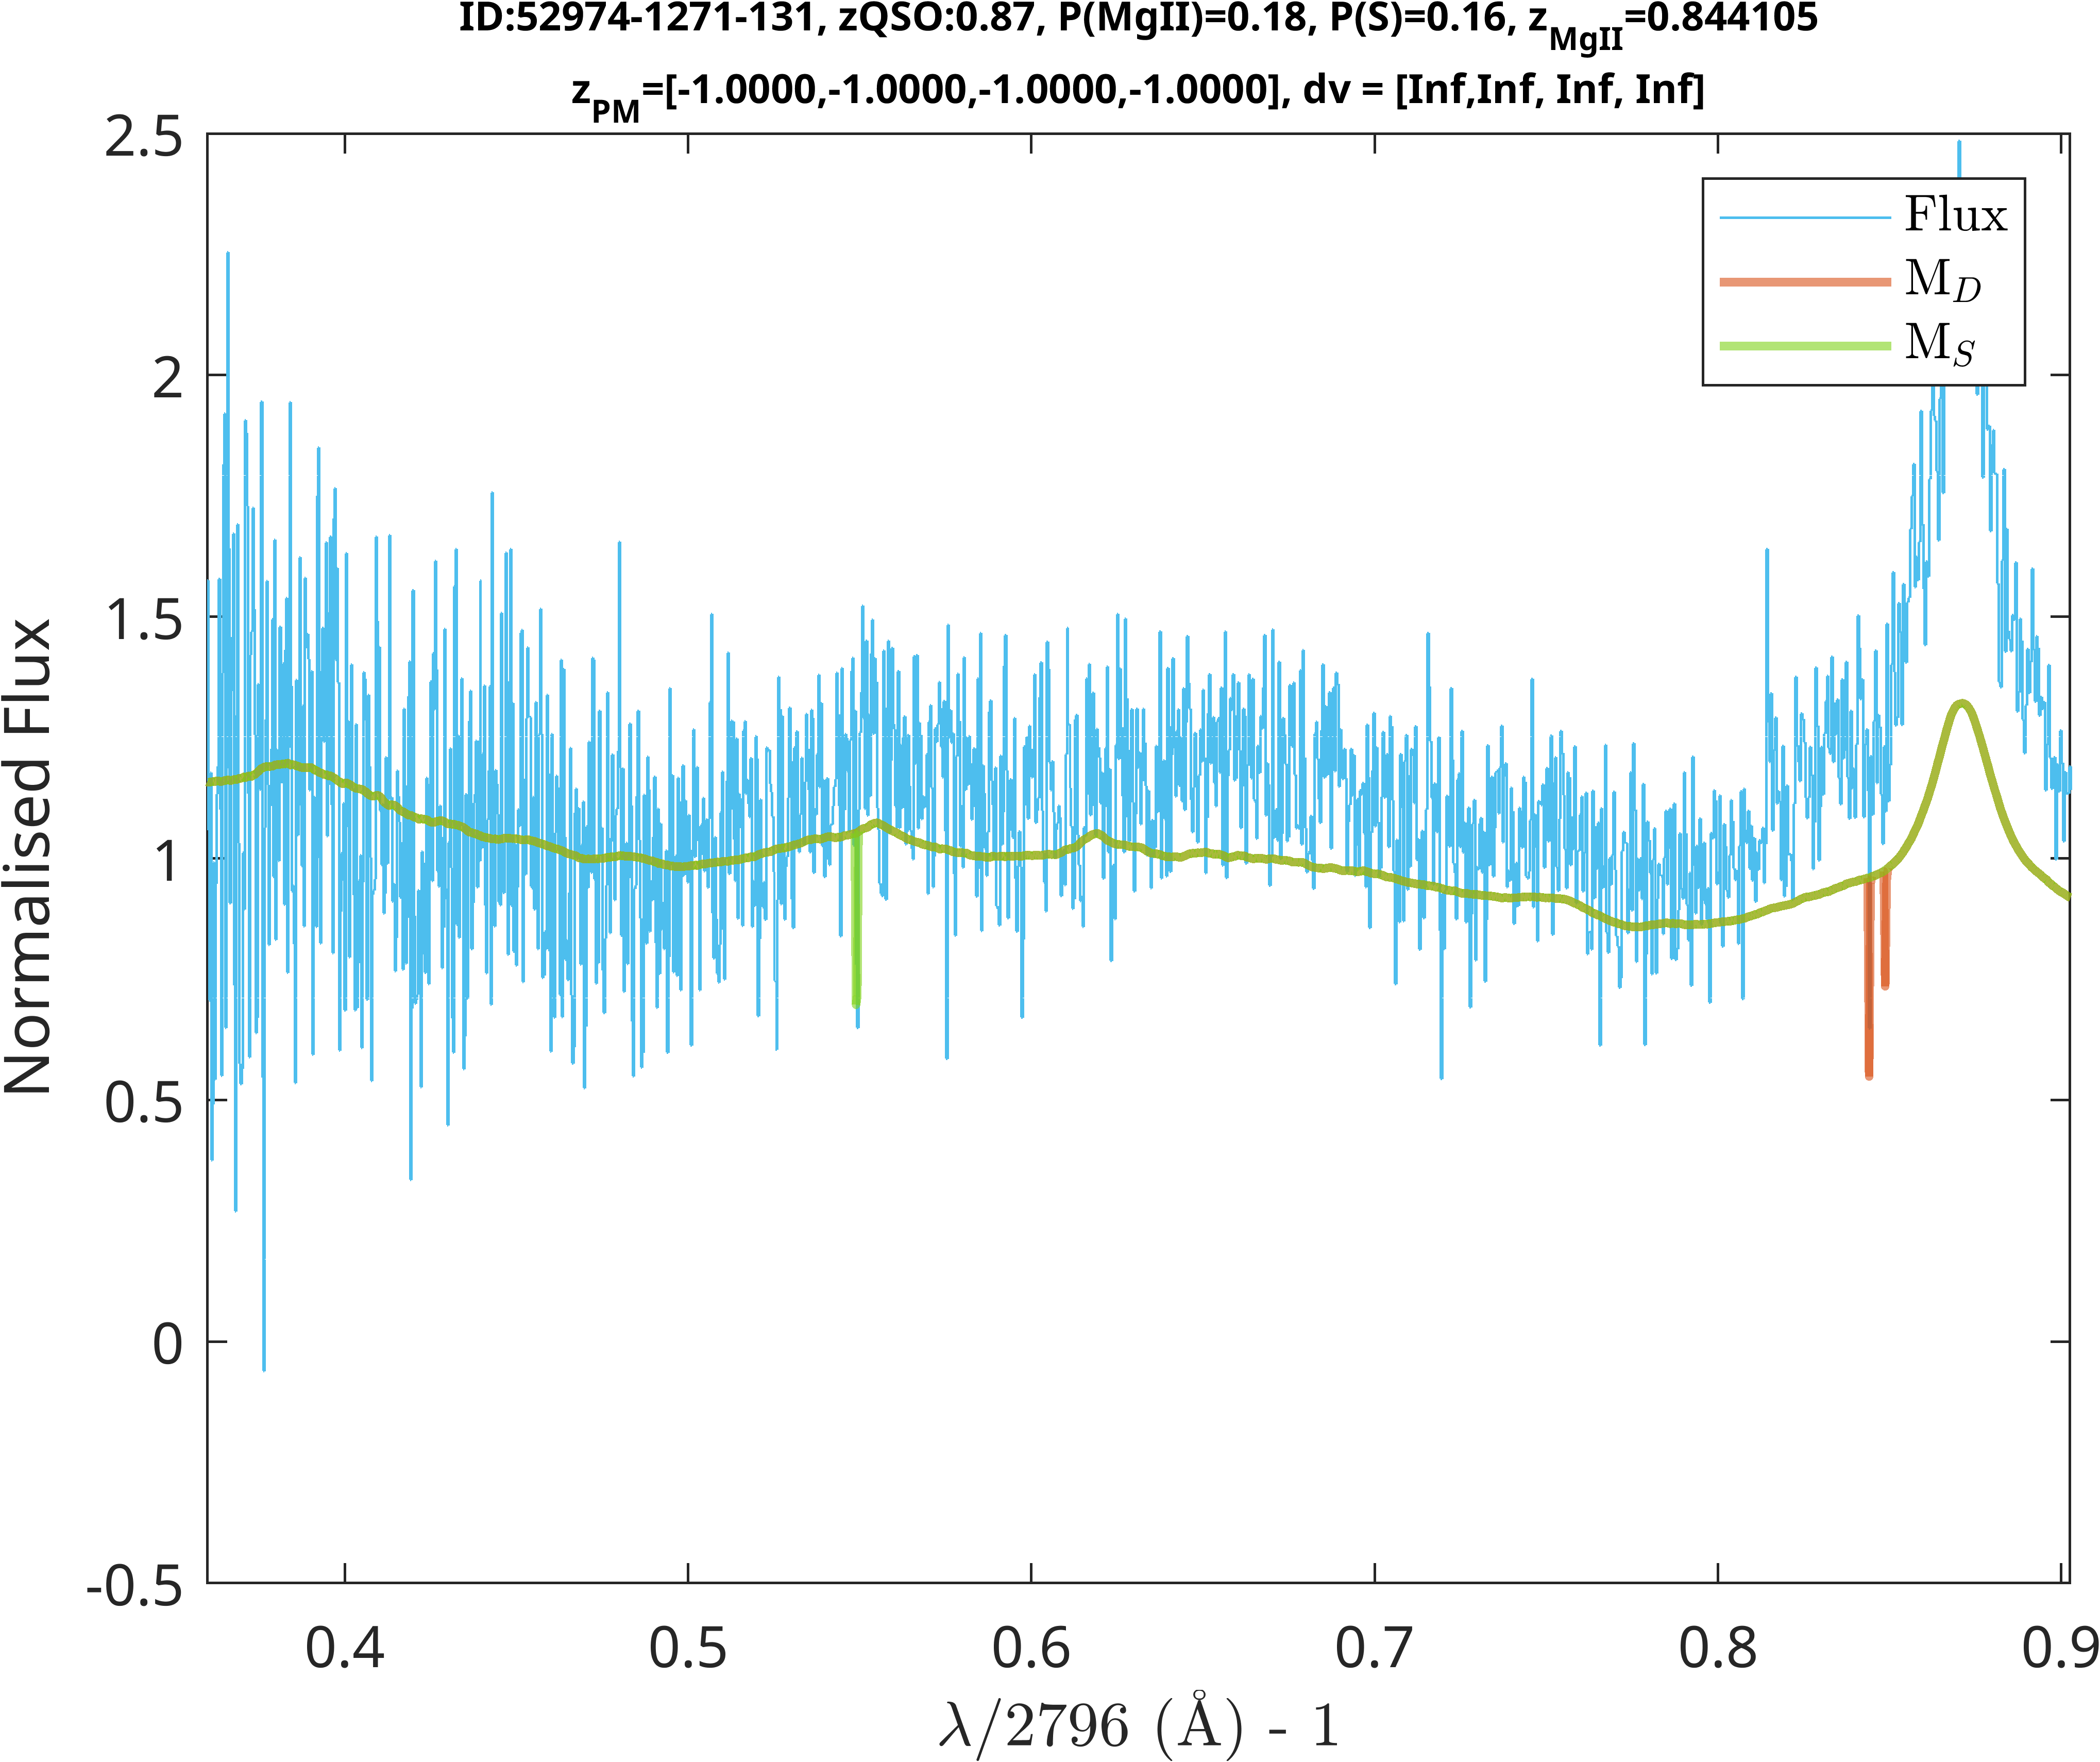 ID:52974-1271-131, zQSO:0.87, P(MgII)=0.18, P(S)=0.16, zMgII=0.844105
zPM=[-1.0000,-1.0000,-1.0000,-1.0000], dv = [Inf,Inf, Inf, Inf]
2.5
2
1.5
1
0.5
0
-0.5
Normalised Flux
Flux
MD
MS
0.4
0.5
0.6
0.7
0.8
0.9
λ/2796 (Å) - 1